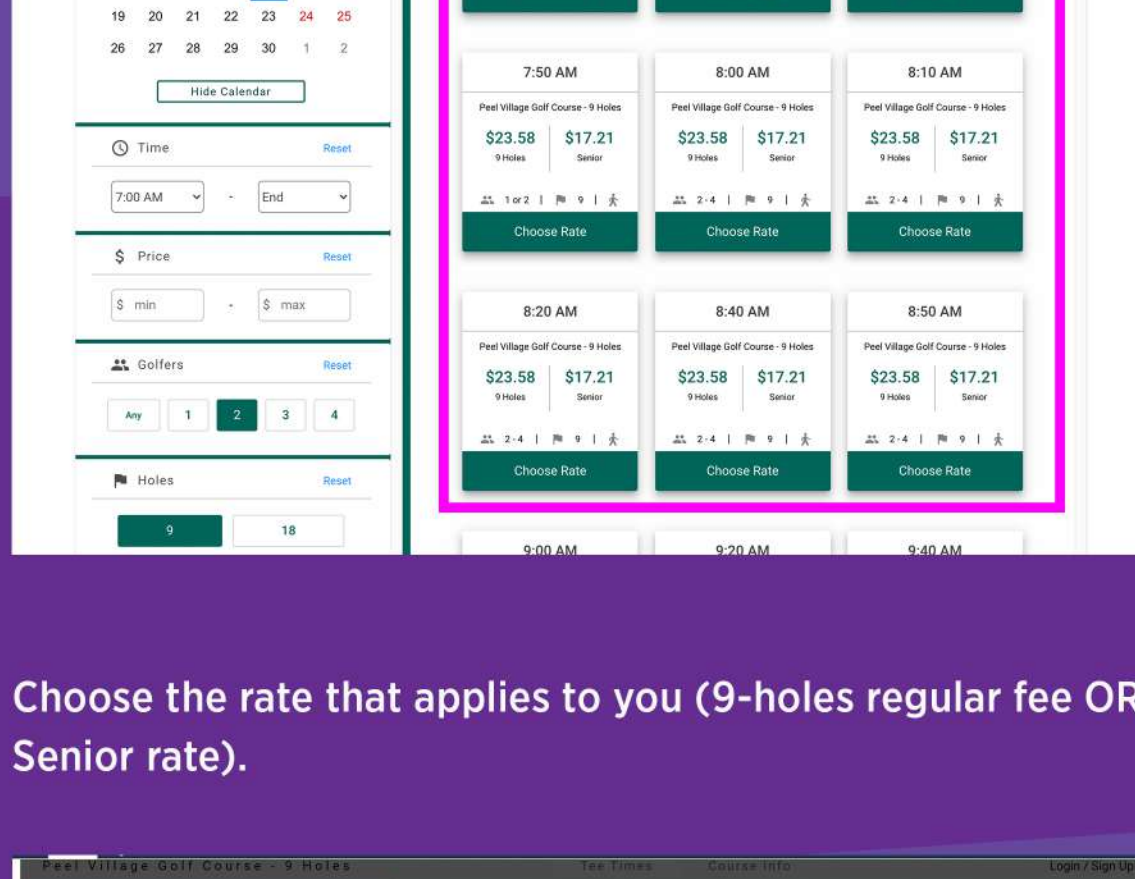 19 20 21 22 23 24 25
26 27 28 29 30 1 2
Hide Calendar
Time Reset
7:00 AM - End
$ Price Reset
$ min - $ max
Golfers Reset
Any 1 2 3 4
Holes Reset
9 18
7:50 AM 8:00 AM 8:10 AM
Peel Village Golf Course - 9 Holes Peel Village Golf Course - 9 Holes Peel Village Golf Course - 9 Holes
$23.58 $17.21 $23.58 $17.21 $23.58 $17.21
9 Holes Senior 9 Holes Senior 9 Holes Senior
1 or 2 | 9 | 2 - 4 | 9 | 2 - 4 | 9 |
Choose Rate Choose Rate Choose Rate
8:20 AM 8:40 AM 8:50 AM
Peel Village Golf Course - 9 Holes Peel Village Golf Course - 9 Holes Peel Village Golf Course - 9 Holes
$23.58 $17.21 $23.58 $17.21 $23.58 $17.21
9 Holes Senior 9 Holes Senior 9 Holes Senior
2 - 4 | 9 | 2 - 4 | 9 | 2 - 4 | 9 |
Choose Rate Choose Rate Choose Rate
9:00 AM 9:20 AM 9:40 AM
Choose the rate that applies to you (9-holes regular fee OR
Senior rate).
Peel Village Golf Course - 9 Holes Tee Times Course Info Login / Sign Up